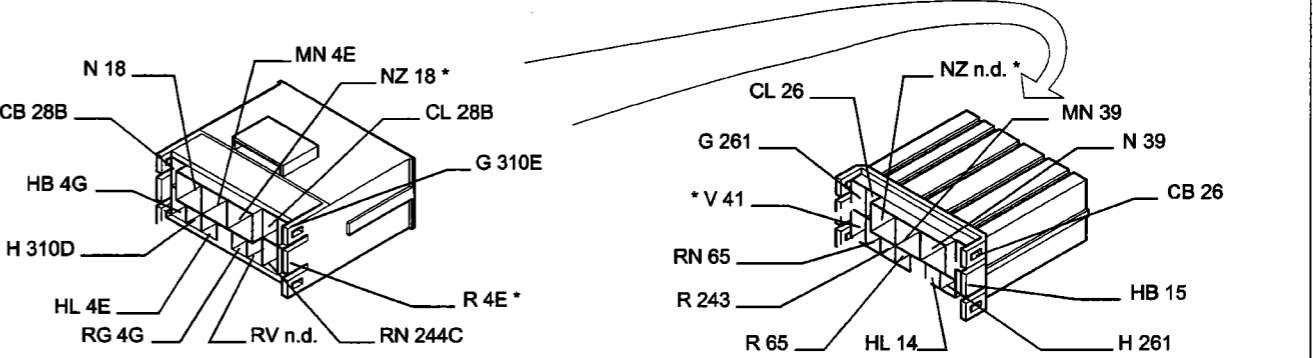 MN 4E
N 18
NZ 18 *
CB 28B
CL 28B
G 310E
HB 4G
H 310D
HL 4E
R 4E *
RG 4G
RV n.d.
RN 244C
NZ n.d. *
CL 26
MN 39
G 261
N 39
* V 41
CB 26
RN 65
R 243
HB 15
R 65
HL 14
H 261